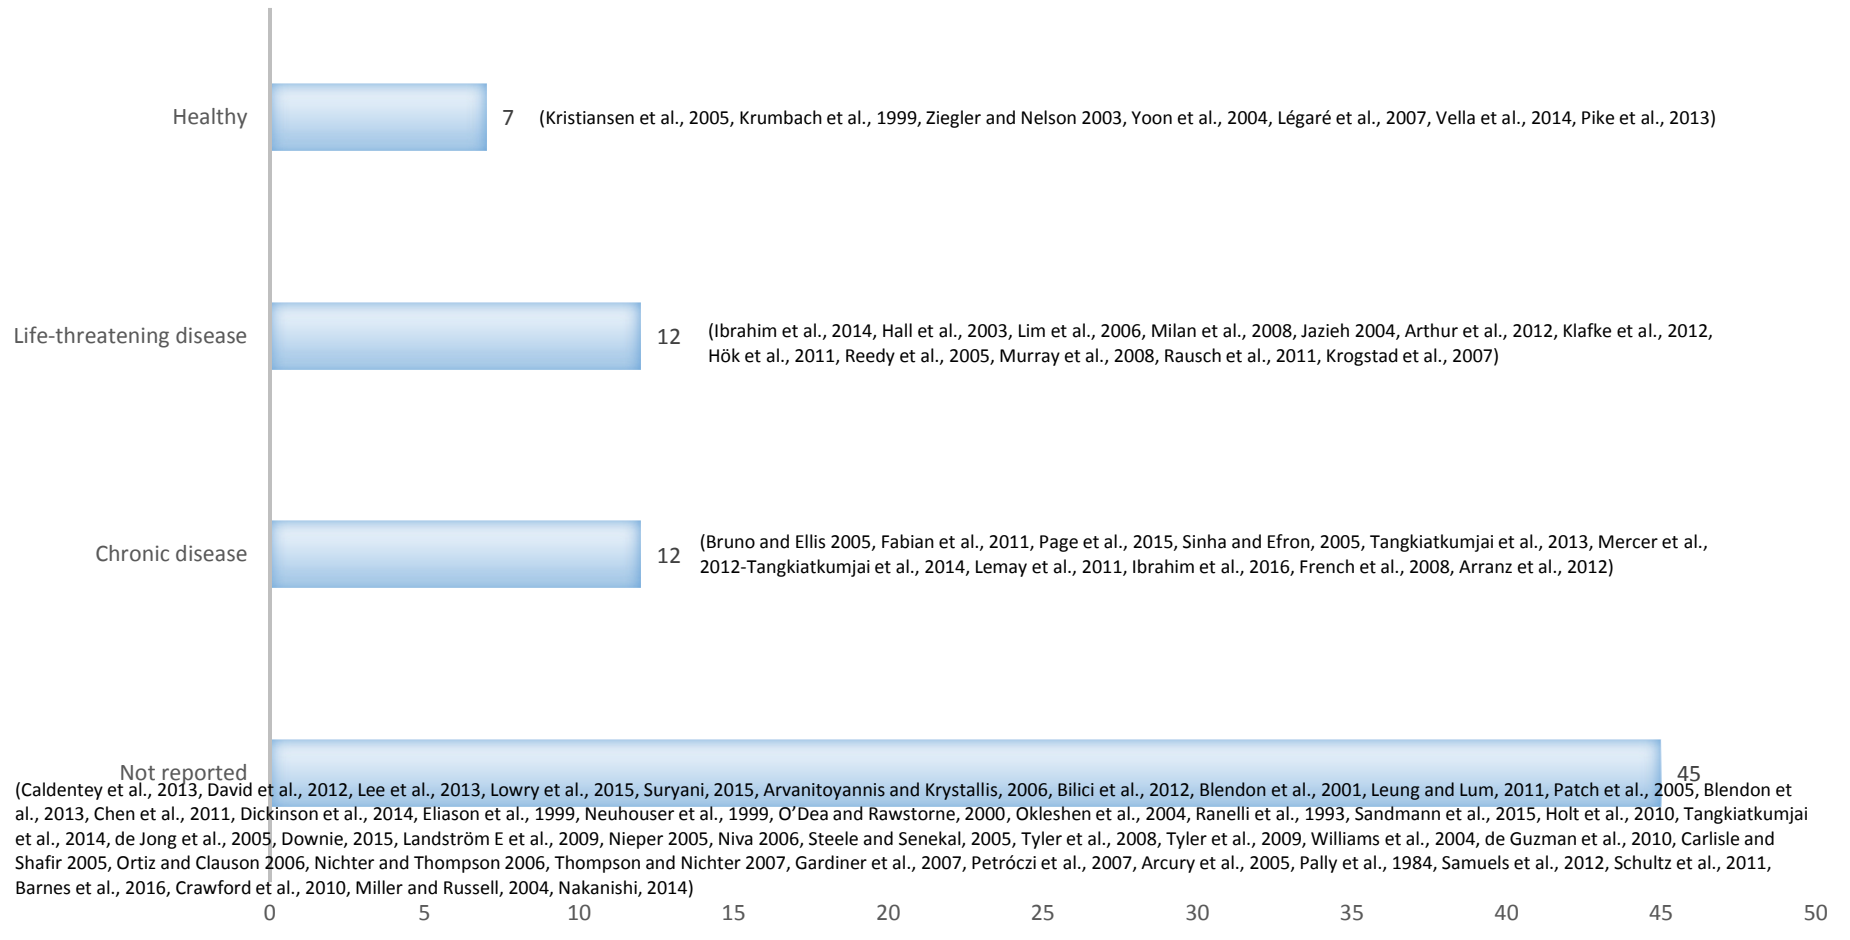 Healthy
7
(Kristiansen et al., 2005, Krumbach et al., 1999, Ziegler and Nelson 2003, Yoon et al., 2004, Légaré et al., 2007, Vella et al., 2014, Pike et al., 2013)
Life-threatening disease
12
(Ibrahim et al., 2014, Hall et al., 2003, Lim et al., 2006, Milan et al., 2008, Jazieh 2004, Arthur et al., 2012, Klafke et al., 2012,
Hök et al., 2011, Reedy et al., 2005, Murray et al., 2008, Rausch et al., 2011, Krogstad et al., 2007)
Chronic disease
12
(Bruno and Ellis 2005, Fabian et al., 2011, Page et al., 2015, Sinha and Efron, 2005, Tangkiatkumjai et al., 2013, Mercer et al.,
2012-Tangkiatkumjai et al., 2014, Lemay et al., 2011, Ibrahim et al., 2016, French et al., 2008, Arranz et al., 2012)
Not reported
45
(Caldentey et al., 2013, David et al., 2012, Lee et al., 2013, Lowry et al., 2015, Suryani, 2015, Arvanitoyannis and Krystallis, 2006, Bilici et al., 2012, Blendon et al., 2001, Leung and Lum, 2011, Patch et al., 2005, Blendon et
al., 2013, Chen et al., 2011, Dickinson et al., 2014, Eliason et al., 1999, Neuhouser et al., 1999, O’Dea and Rawstorne, 2000, Okleshen et al., 2004, Ranelli et al., 1993, Sandmann et al., 2015, Holt et al., 2010, Tangkiatkumjai
et al., 2014, de Jong et al., 2005, Downie, 2015, Landström E et al., 2009, Nieper 2005, Niva 2006, Steele and Senekal, 2005, Tyler et al., 2008, Tyler et al., 2009, Williams et al., 2004, de Guzman et al., 2010, Carlisle and
Shafir 2005, Ortiz and Clauson 2006, Nichter and Thompson 2006, Thompson and Nichter 2007, Gardiner et al., 2007, Petróczi et al., 2007, Arcury et al., 2005, Pally et al., 1984, Samuels et al., 2012, Schultz et al., 2011,
Barnes et al., 2016, Crawford et al., 2010, Miller and Russell, 2004, Nakanishi, 2014)
0 5 10 15 20 25 30 35 40 45 50